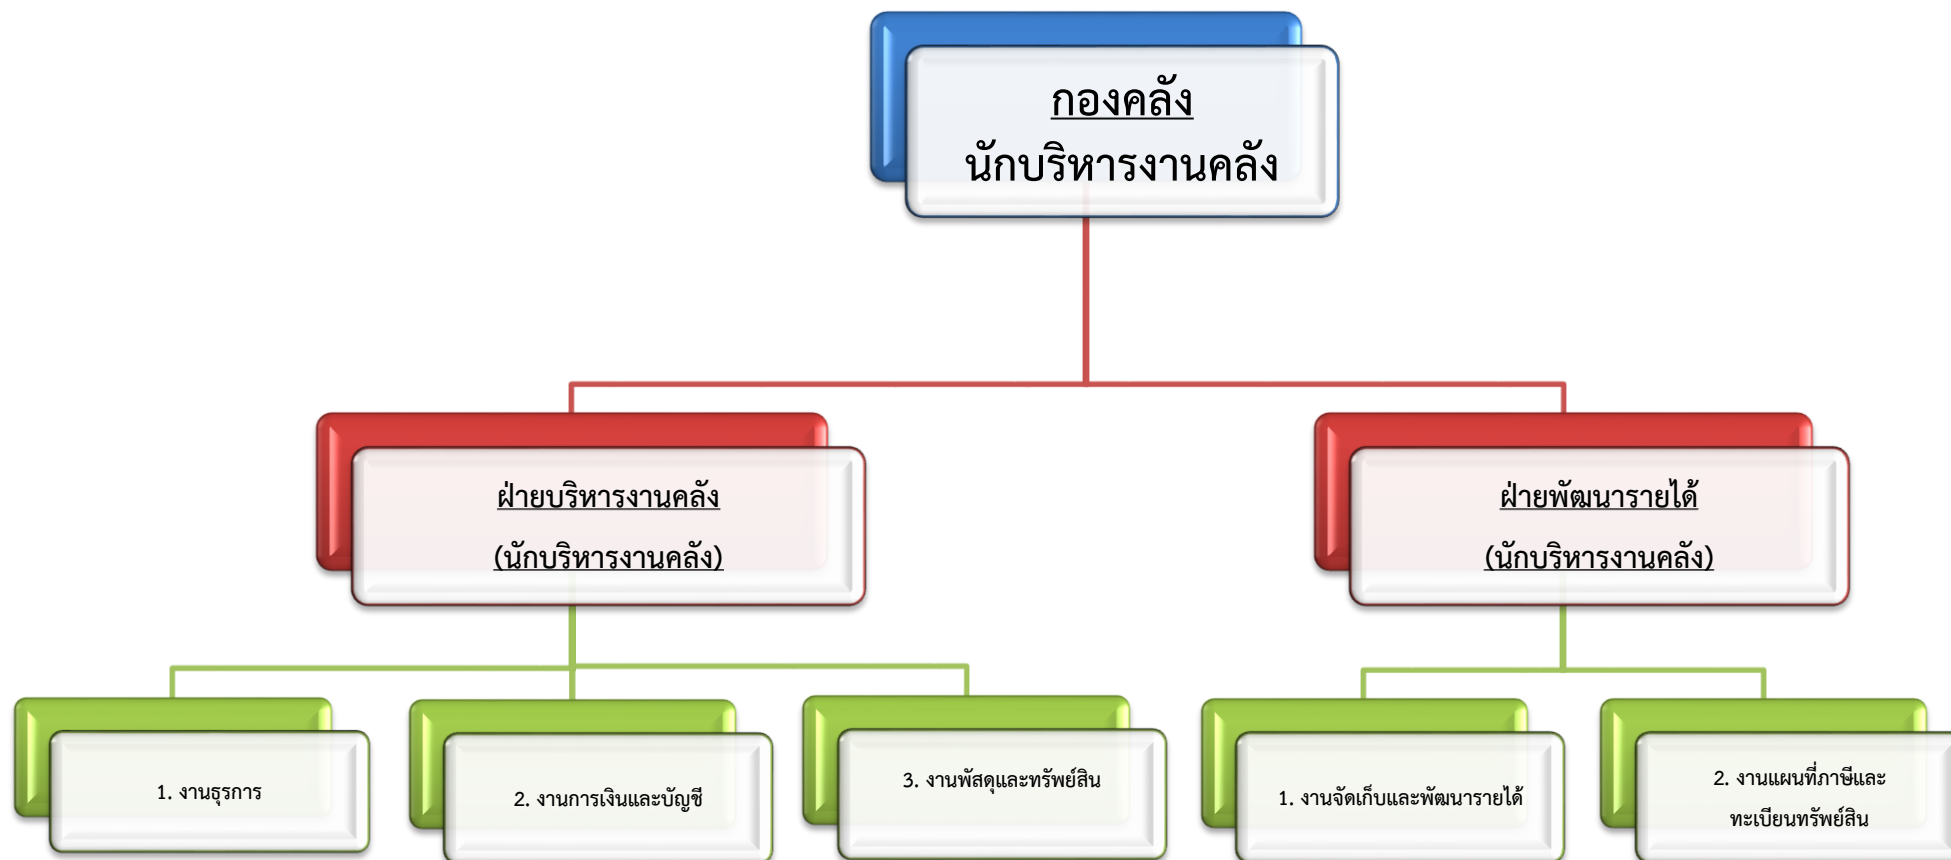 กองคลัง
นักบริหารงานคลัง
ฝ่ายบริหารงานคลัง
(นักบริหารงานคลัง)
ฝ่ายพัฒนารายได้
(นักบริหารงานคลัง)
1. งานธุรการ
2. งานการเงินและบัญชี
3. งานพัสดุและทรัพย์สิน
1. งานจัดเก็บและพัฒนารายได้
2. งานแผนที่ภาษีและ
ทะเบียนทรัพย์สิน